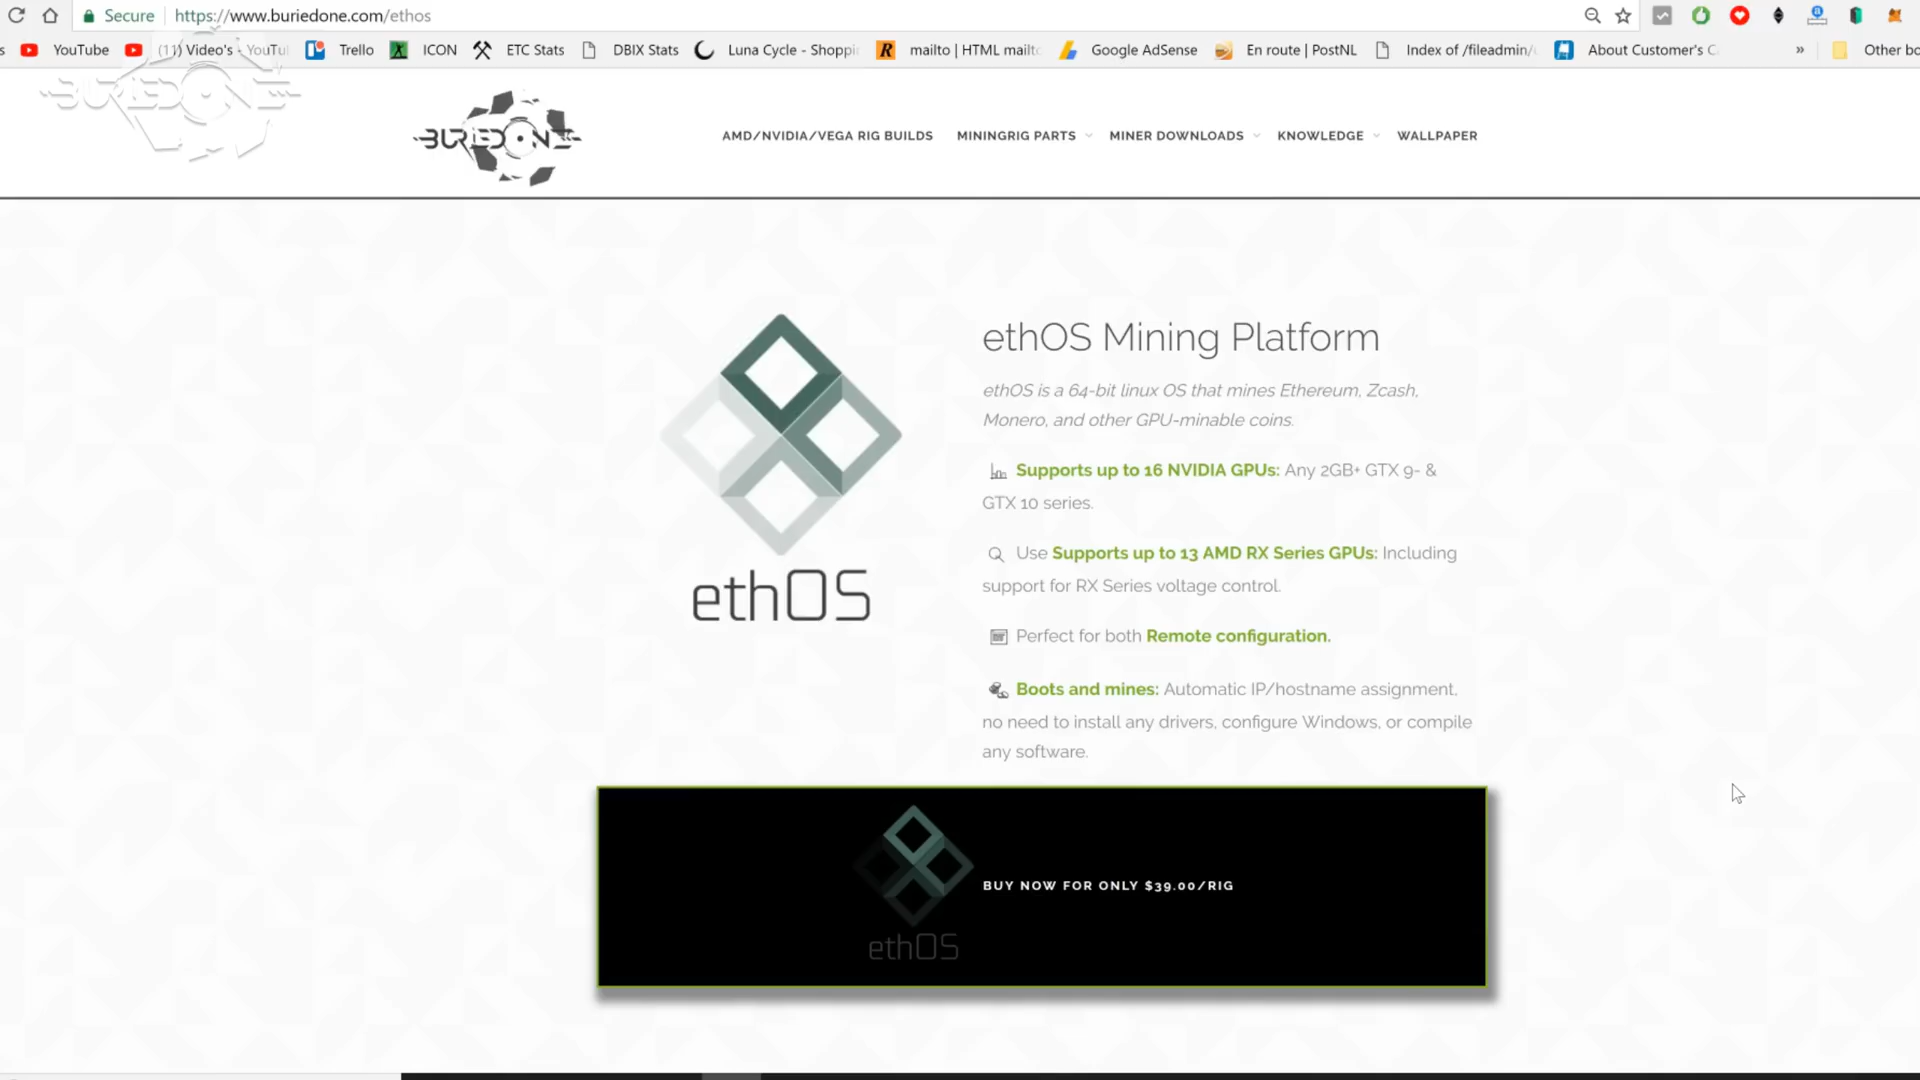 Secure https://www.buriedone.com/ethos
s YouTube (11) Video's - YouTu Trello ICON ETC Stats DBIX Stats Luna Cycle - Shoppi mailto | HTML mailto Google AdSense En route | PostNL Index of /fileadmin/ About Customer's C » Other bo
BURIEDONE
BURIEDONE
AMD/NVIDIA/VEGA RIG BUILDS MININGRIG PARTS MINER DOWNLOADS KNOWLEDGE WALLPAPER
ethOS
ethOS Mining Platform
ethOS is a 64-bit linux OS that mines Ethereum, Zcash,
Monero, and other GPU-minable coins.
Supports up to 16 NVIDIA GPUs: Any 2GB+ GTX 9- &
GTX 10 series.
Use Supports up to 13 AMD RX Series GPUs: Including
support for RX Series voltage control.
Perfect for both Remote configuration.
Boots and mines: Automatic IP/hostname assignment,
no need to install any drivers, configure Windows, or compile
any software.
BUY NOW FOR ONLY $39.00/RIG
ethOS